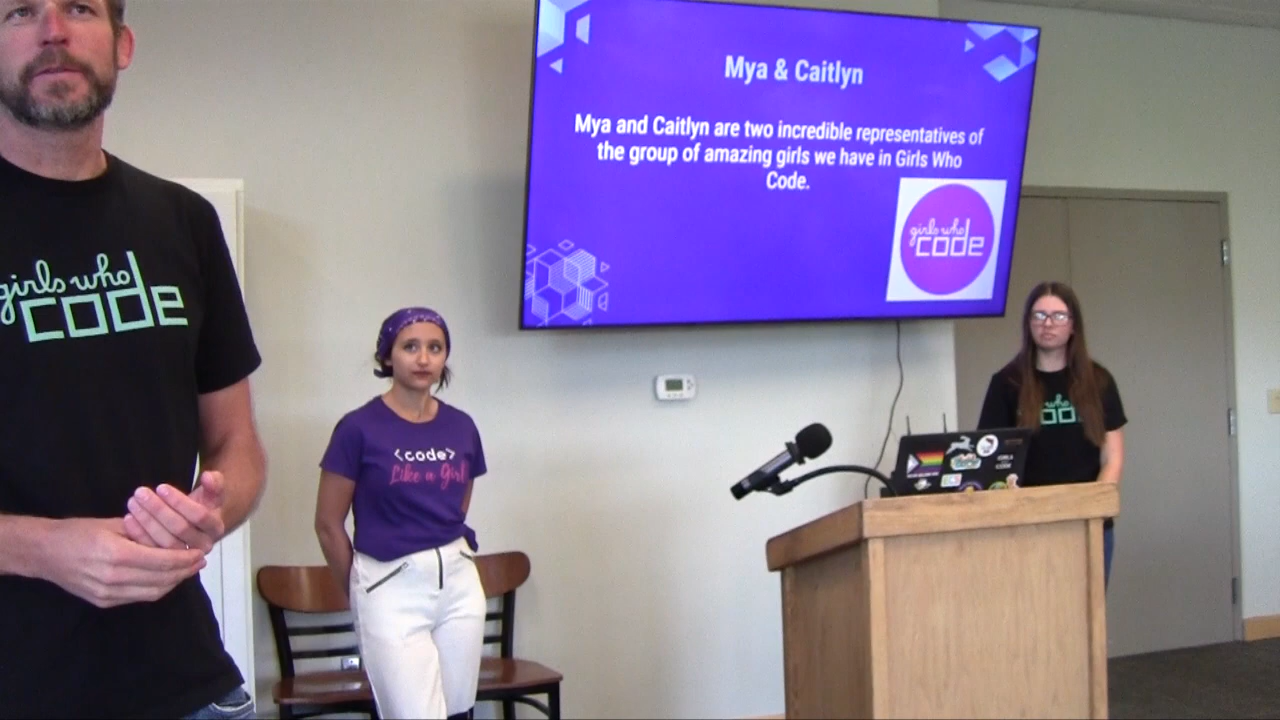 Mya & Caitlyn
Mya and Caitlyn are two incredible representatives of
the group of amazing girls we have in Girls Who
Code.
girls who
code
girls who
code
<code>
Like a Girl